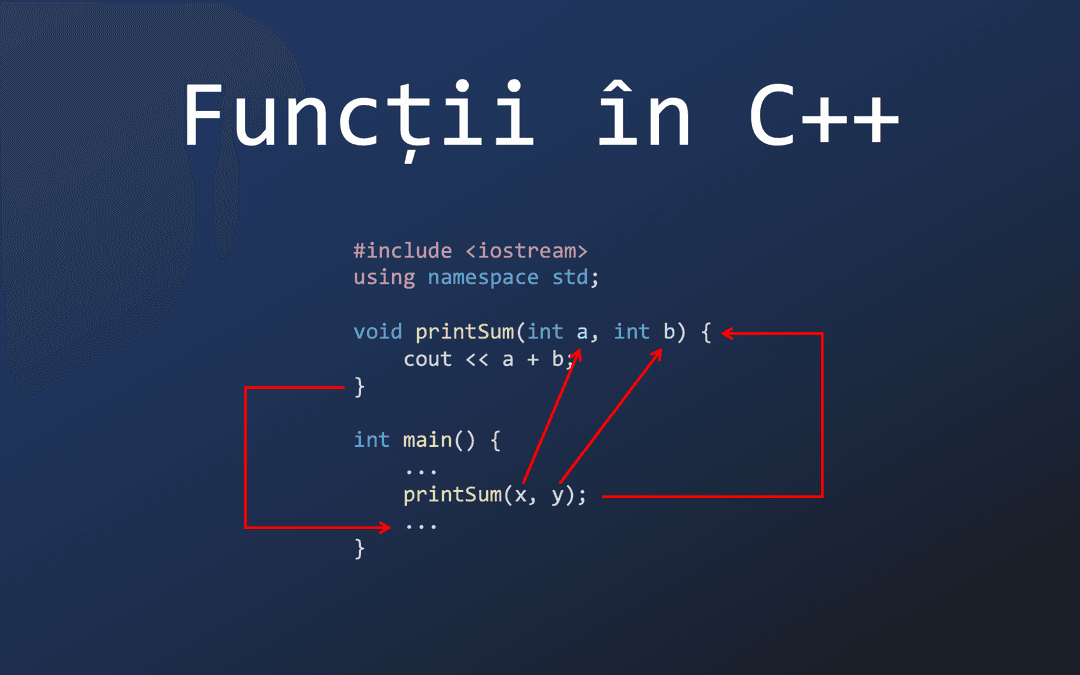 Funcții în C++
#include <iostream>
using namespace std;
void printSum(int a, int b) {
    cout << a + b;
}
int main() {
    ...
    printSum(x, y);
    ...
}